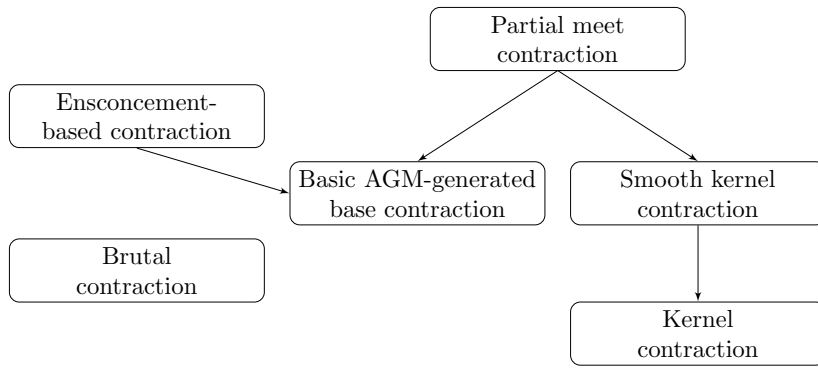 Partial meet
contraction
Ensconcement-
based contraction
Basic AGM-generated
base contraction
Smooth kernel
contraction
Brutal
contraction
Kernel
contraction